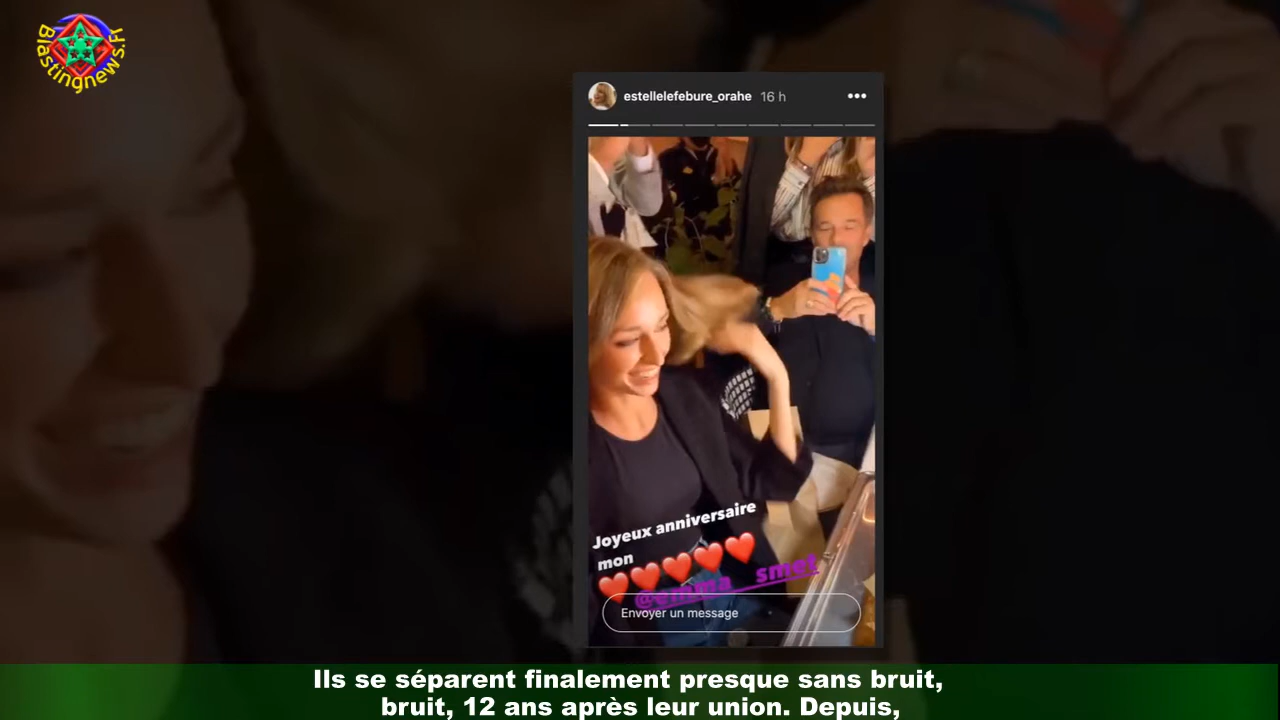 Blastingnews.Fr
estellelefebure_orahe 16 h
Joyeux anniversaire
mon
@emma__smet
Envoyer un message
Ils se séparent finalement presque sans bruit,
bruit, 12 ans après leur union. Depuis,